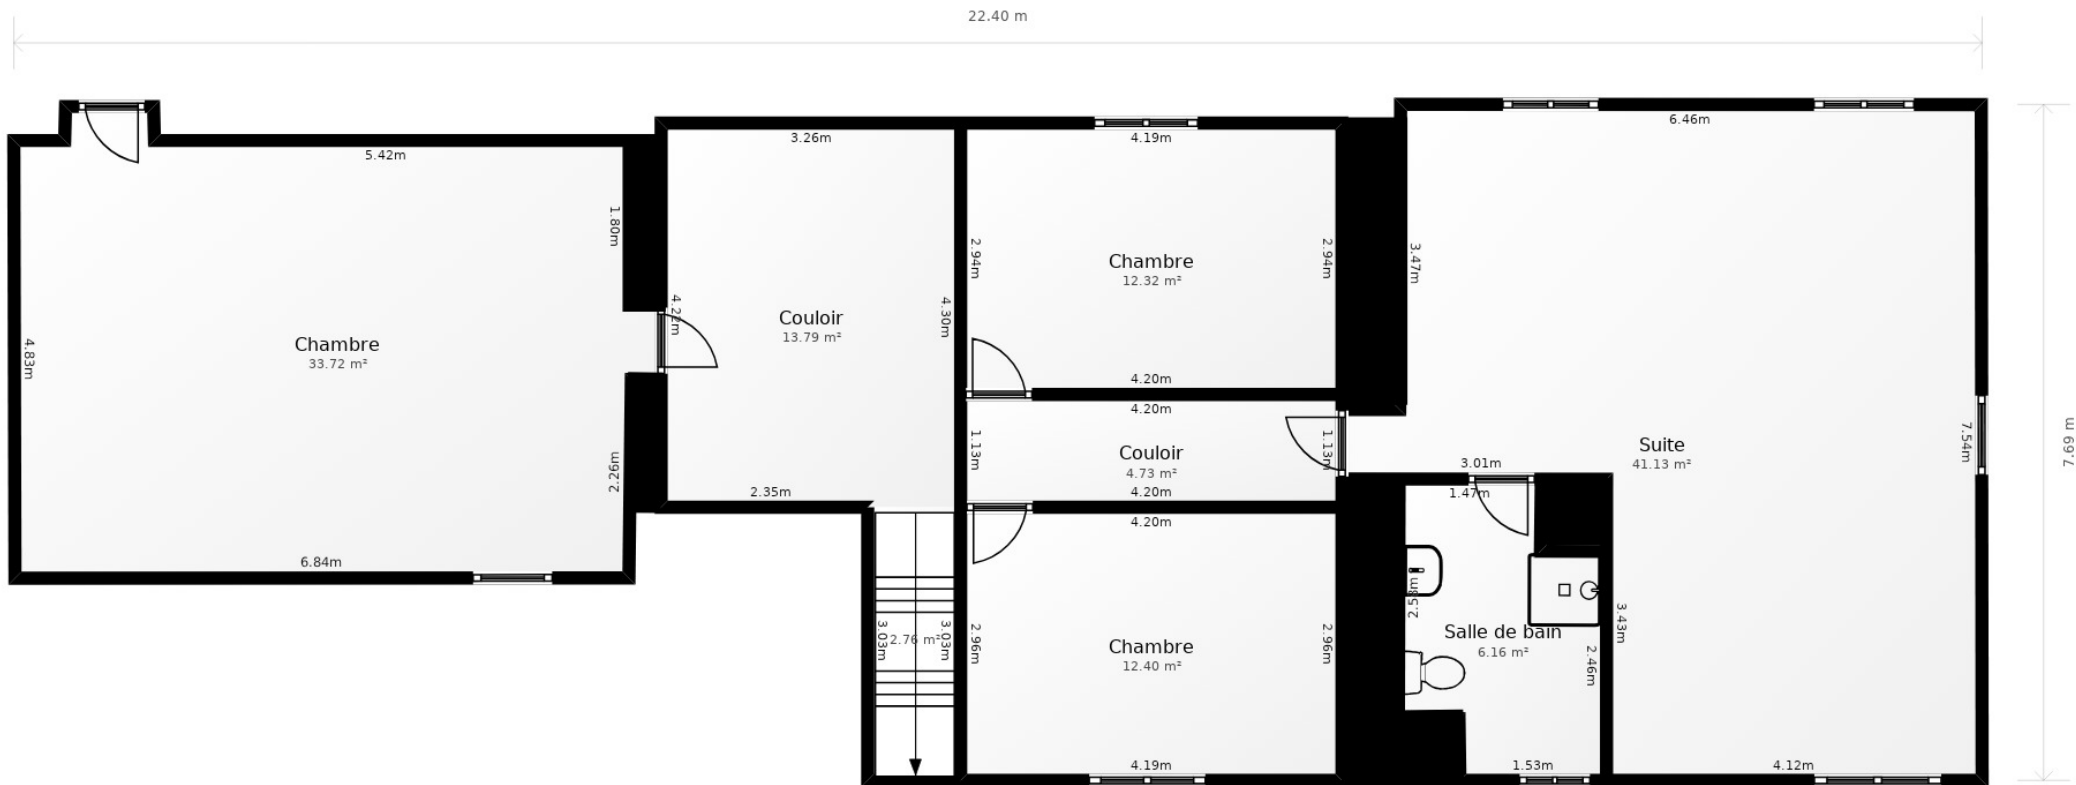 22.40 m
5.42m
3.26m
4.19m
6.46m
1.80m
4.83m
Chambre
33.72 m²
4.22m
Couloir
13.79 m²
4.30m
2.94m
Chambre
12.32 m²
2.94m
3.47m
4.20m
4.20m
1.13m
Couloir
4.73 m²
1.13m
4.20m
Suite
41.13 m²
7.54m
7.69 m
2.26m
6.84m
2.35m
3.01m
1.47m
4.20m
3.03m
2.76 m²
3.03m
2.96m
Chambre
12.40 m²
2.96m
2.58m
Salle de bain
6.16 m²
2.46m
3.43m
4.19m
1.53m
4.12m